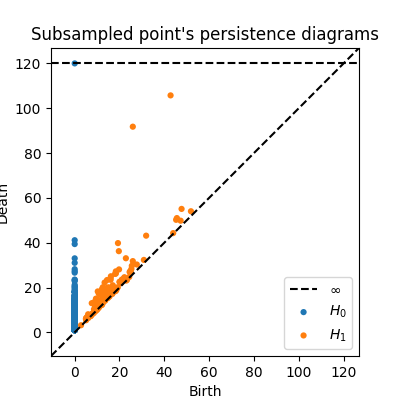 Subsampled point's persistence diagrams
120
100
80
60
40
20
0
Death
∞
H₀
H₁
0 20 40 60 80 100 120
Birth